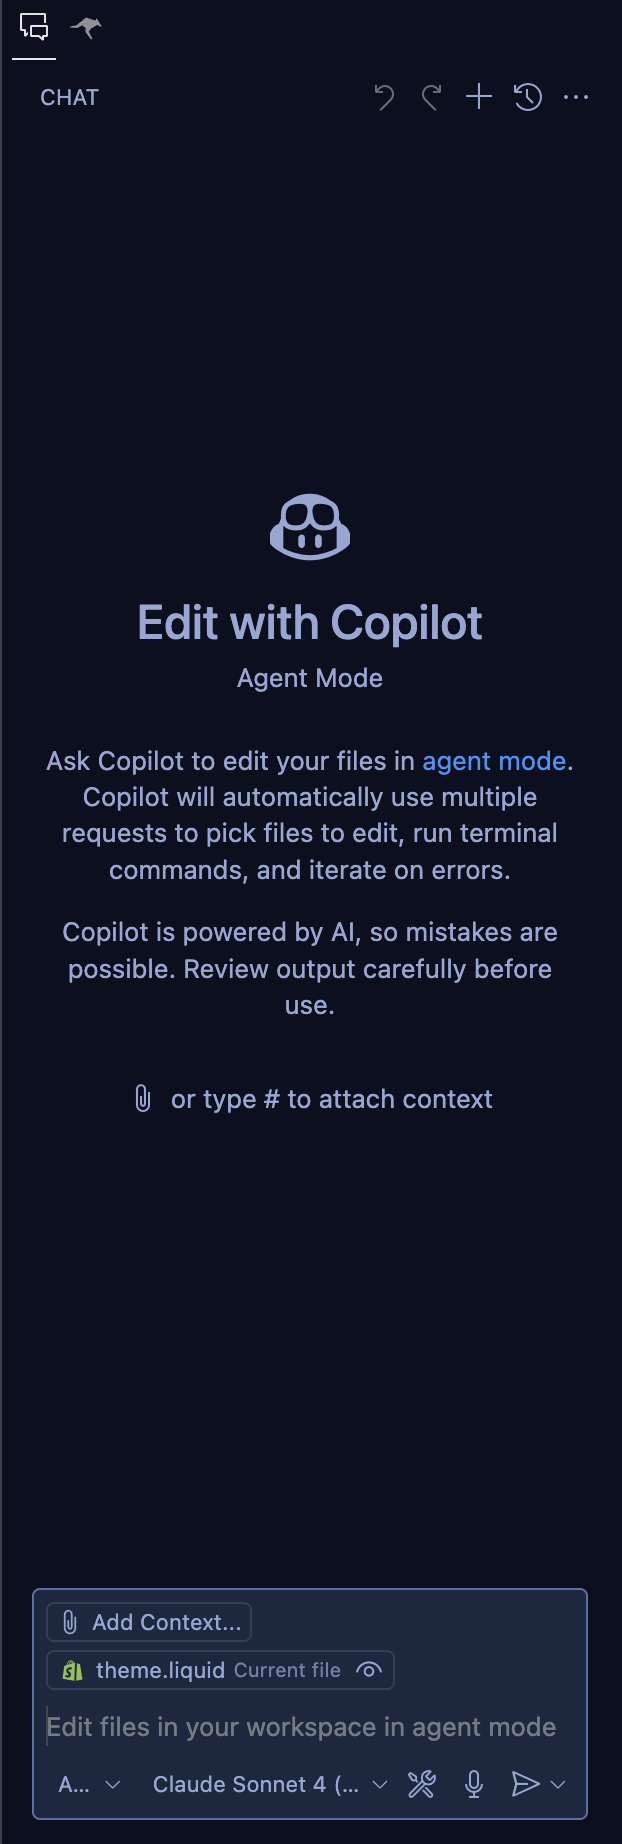 CHAT
Edit with Copilot
Agent Mode
Ask Copilot to edit your files in agent mode.
Copilot will automatically use multiple
requests to pick files to edit, run terminal
commands, and iterate on errors.
Copilot is powered by AI, so mistakes are
possible. Review output carefully before
use.
or type # to attach context
Add Context...
theme.liquid Current file
Edit files in your workspace in agent mode
A... Claude Sonnet 4 (...